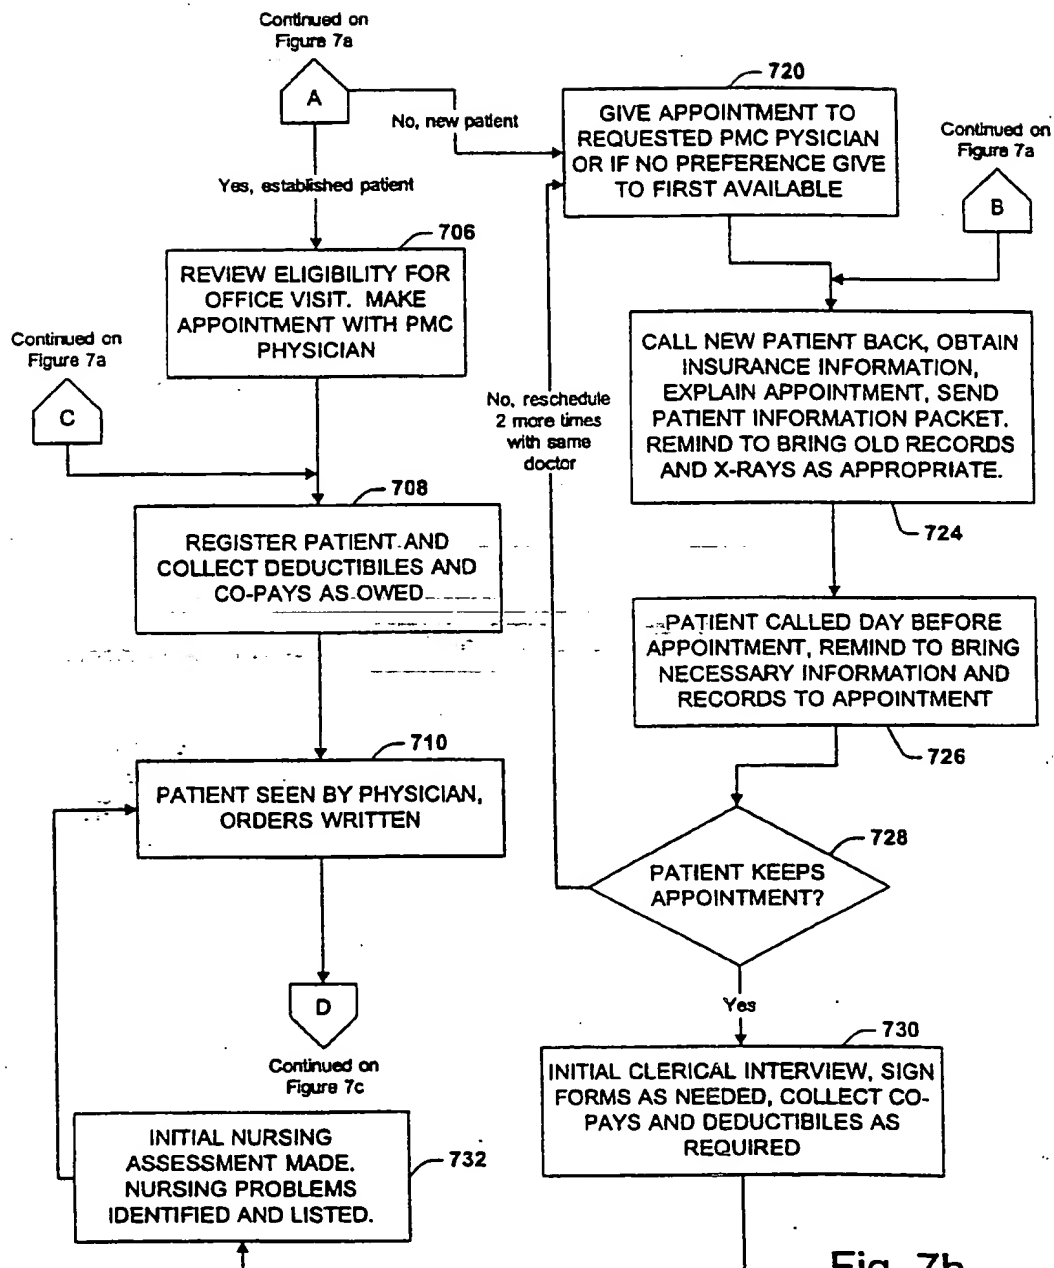 Continued on
Figure 7a
A
No, new patient
Yes, established patient
720
GIVE APPOINTMENT TO
REQUESTED PMC PYSICIAN
OR IF NO PREFERENCE GIVE
TO FIRST AVAILABLE
Continued on
Figure 7a
B
706
REVIEW ELIGIBILITY FOR
OFFICE VISIT. MAKE
APPOINTMENT WITH PMC
PHYSICIAN
Continued on
Figure 7a
C
No, reschedule
2 more times
with same
doctor
CALL NEW PATIENT BACK, OBTAIN
INSURANCE INFORMATION,
EXPLAIN APPOINTMENT, SEND
PATIENT INFORMATION PACKET.
REMIND TO BRING OLD RECORDS
AND X-RAYS AS APPROPRIATE.
724
708
REGISTER PATIENT AND
COLLECT DEDUCTIBILES AND
CO-PAYS AS OWED
PATIENT CALLED DAY BEFORE
APPOINTMENT, REMIND TO BRING
NECESSARY INFORMATION AND
RECORDS TO APPOINTMENT
726
710
PATIENT SEEN BY PHYSICIAN,
ORDERS WRITTEN
728
PATIENT KEEPS
APPOINTMENT?
D
Continued on
Figure 7c
Yes
730
INITIAL CLERICAL INTERVIEW, SIGN
FORMS AS NEEDED, COLLECT CO-
PAYS AND DEDUCTIBILES AS
REQUIRED
INITIAL NURSING
ASSESSMENT MADE.
NURSING PROBLEMS
IDENTIFIED AND LISTED.
732
Fig. 7b